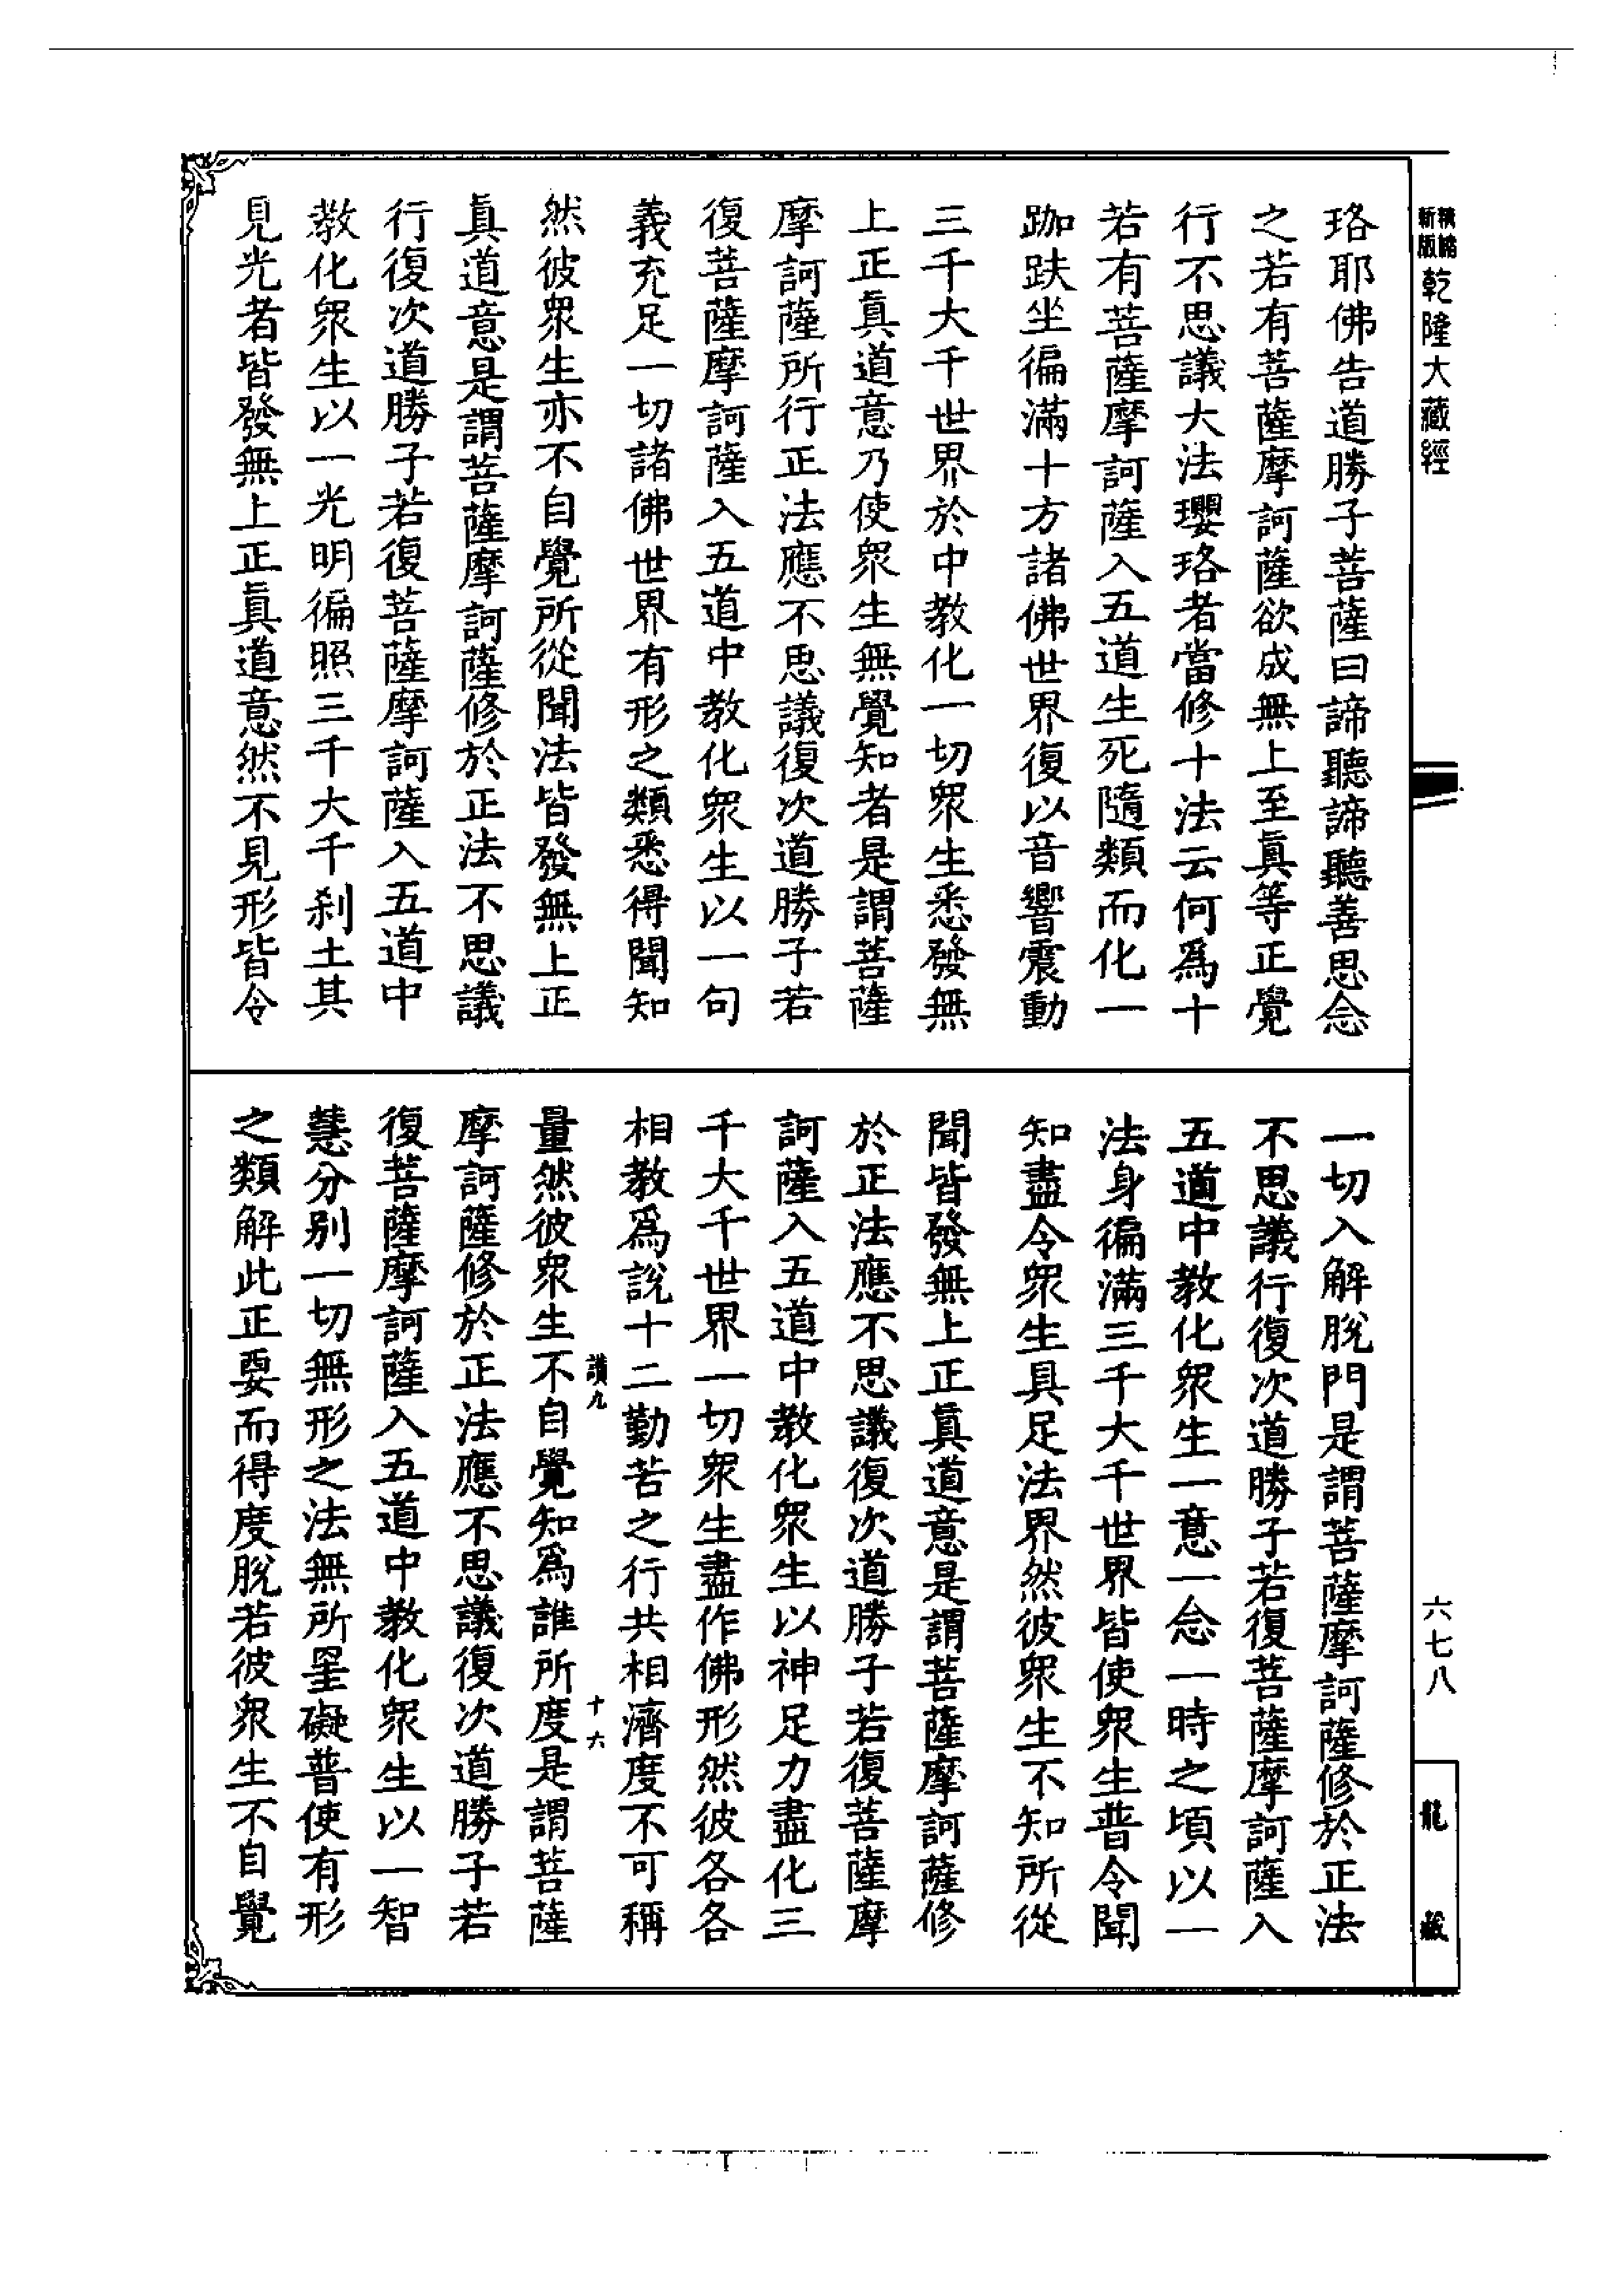 新版
乾隆大藏經
珞耶佛告道勝子菩薩曰諦聽諦聽善思念
之若有菩薩摩訶薩欲成無上至眞等正覺
行不思議大法瓔珞者當修十法云何爲十
若有菩薩摩訶薩入五道生死隨類而化一
跏趺坐徧滿十方諸佛世界復以音響震動
三千大千世界於中教化一切衆生悉發無
上正眞道意乃使衆生無覺知者是謂菩薩
摩訶薩所行正法應不思議復次道勝子若
復菩薩摩訶薩入五道中教化衆生以一句
義充足一切諸佛世界有形之類悉得聞知
然彼衆生亦不自覺所從聞法皆發無上正
眞道意是謂菩薩摩訶薩修於正法不思議
行復次道勝子若復菩薩摩訶薩入五道中
教化衆生以一光明徧照三千大千刹土其
見光者皆發無上正眞道意然不見形皆令
一切入解脫門是謂菩薩摩訶薩修於正法
不思議行復次道勝子若復菩薩摩訶薩入
五道中教化衆生一意一念一時之頃以一
法身徧滿三千大千世界皆使衆生普令聞
知盡令衆生具足法界然彼衆生不知所從
聞皆發無上正眞道意是謂菩薩摩訶薩修
於正法應不思議復次道勝子若復菩薩摩
訶薩入五道中教化衆生以神足力盡化三
千大千世界一切衆生盡作佛形然彼各各
相教爲說十二勤苦之行共相濟度不可稱
讃九
十六
量然彼衆生不自覺知爲誰所度是謂菩薩
摩訶薩修於正法應不思議復次道勝子若
復菩薩摩訶薩入五道中教化衆生以一智
慧分別一切無形之法無所罣礙普使有形
之類解此正要而得度脫若彼衆生不自覺
六七八
龍藏